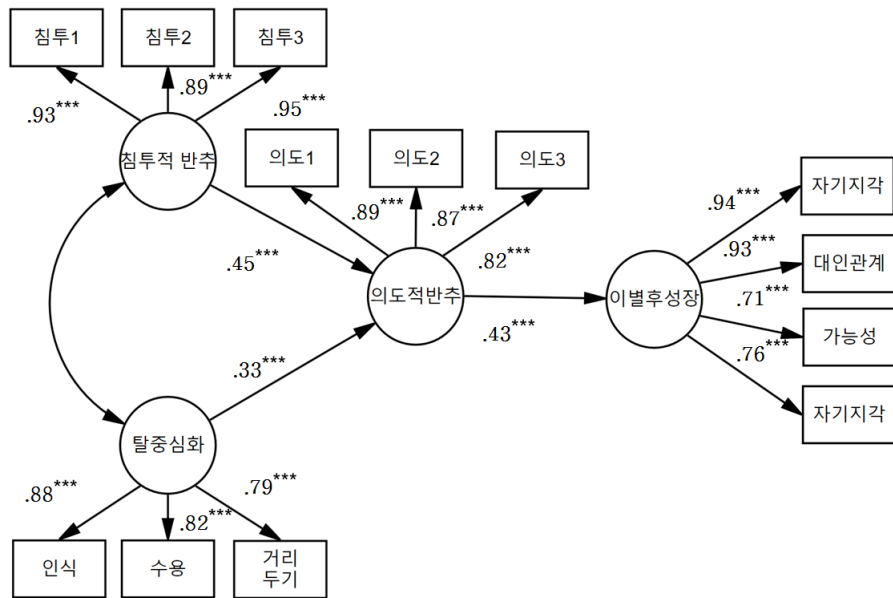 침투1
침투2
침투3
.93***
.89***
.95***
침투적 반추
의도1
의도2
의도3
.89***
.87***
.82***
자기지각
.94***
.93***
대인관계
.71***
가능성
.76***
자기지각
.45***
의도적반추
이별후성장
.43***
.33***
탈중심화
.88***
.82***
.79***
인식
수용
거리
두기